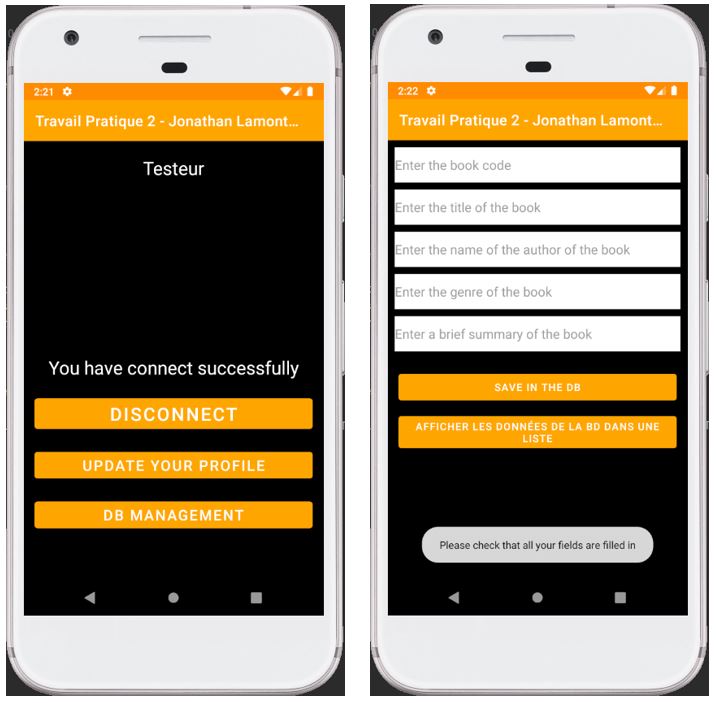 2:21
Travail Pratique 2 - Jonathan Lamont...
Testeur
You have connect successfully
DISCONNECT
UPDATE YOUR PROFILE
DB MANAGEMENT
2:22
Travail Pratique 2 - Jonathan Lamont...
Enter the book code
Enter the title of the book
Enter the name of the author of the book
Enter the genre of the book
Enter a brief summary of the book
SAVE IN THE DB
AFFICHER LES DONNÉES DE LA BD DANS UNE
LISTE
Please check that all your fields are filled in